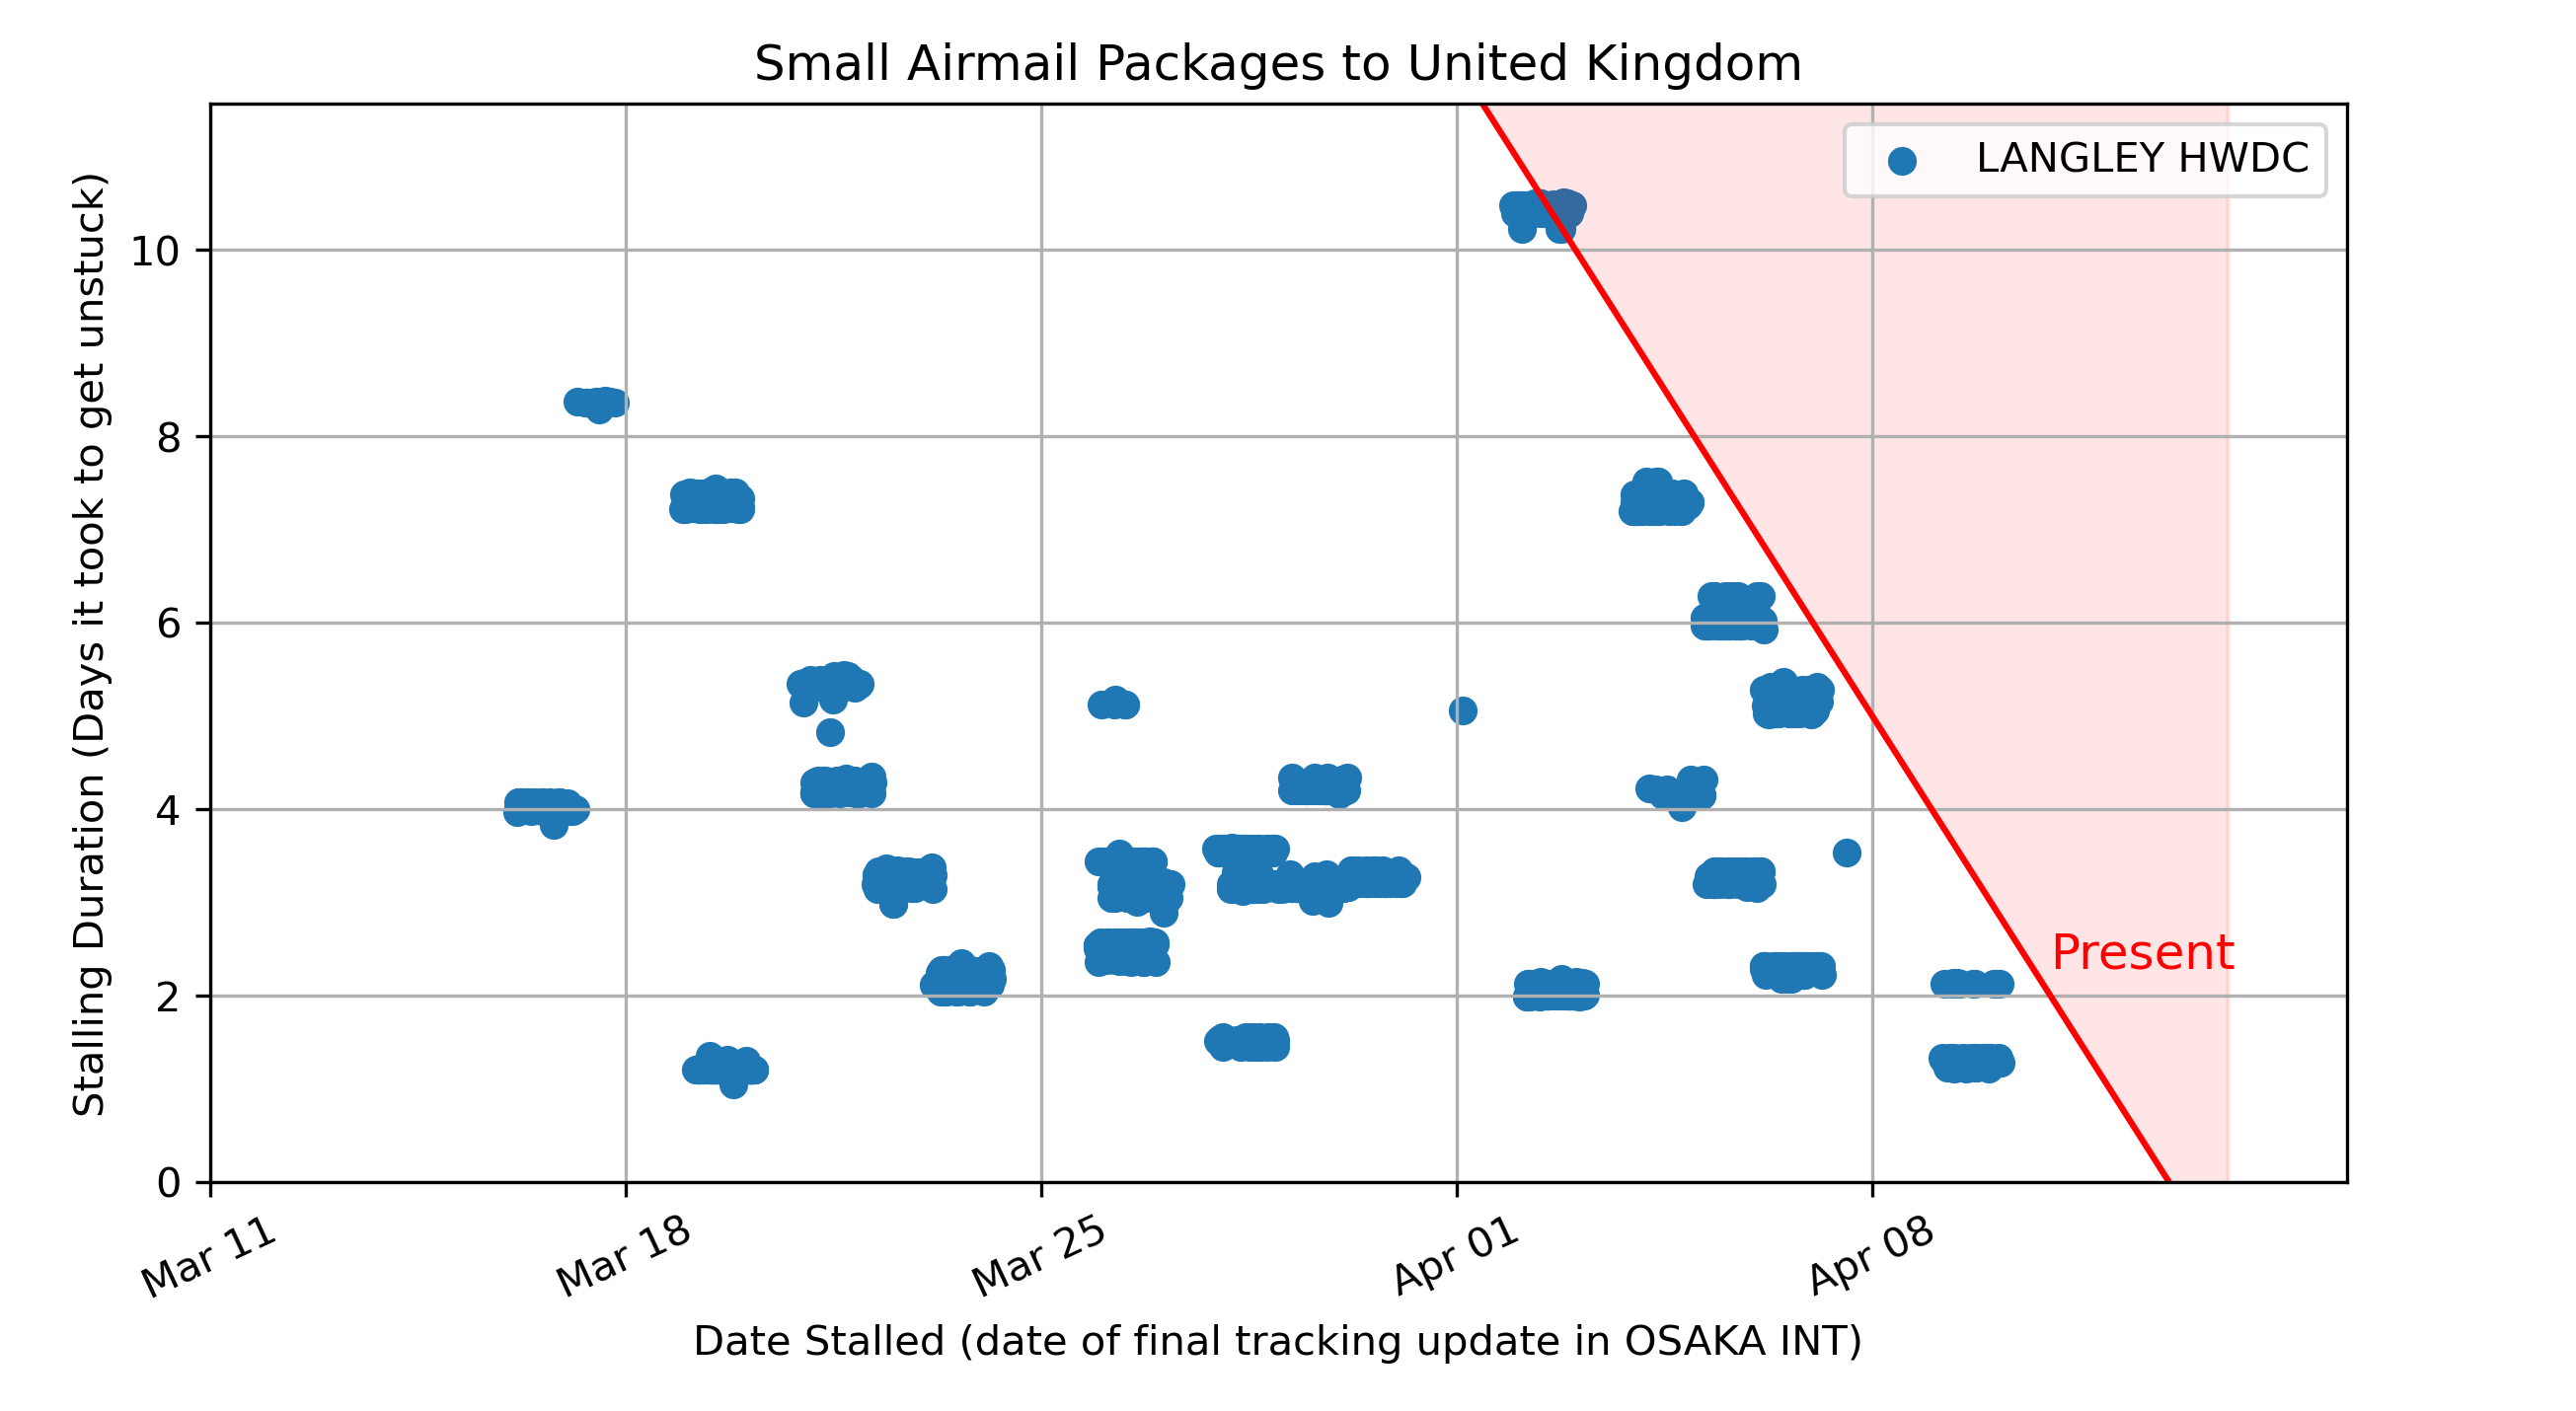 Small Airmail Packages to United Kingdom
LANGLEY HWDC
Stalling Duration (Days it took to get unstuck)
10
8
6
4
2
0
Present
Mar 11
Mar 18
Mar 25
Apr 01
Apr 08
Date Stalled (date of final tracking update in OSAKA INT)